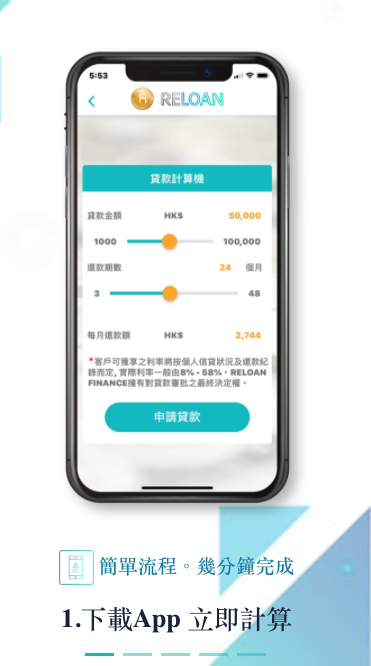 5:53
RELOAN
貸款計算機
貸款金額 HK$ 50,000
1000 100,000
還款期數 24 個月
3 48
每月還款額 HK$ 2,744
*客戶可獲享之利率將按個人信貸狀況及還款紀
錄而定, 實際利率一般由8% - 58%。RELOAN
FINANCE擁有對貸款審批之最終決定權。
申請貸款
簡單流程。幾分鐘完成
1.下載App 立即計算